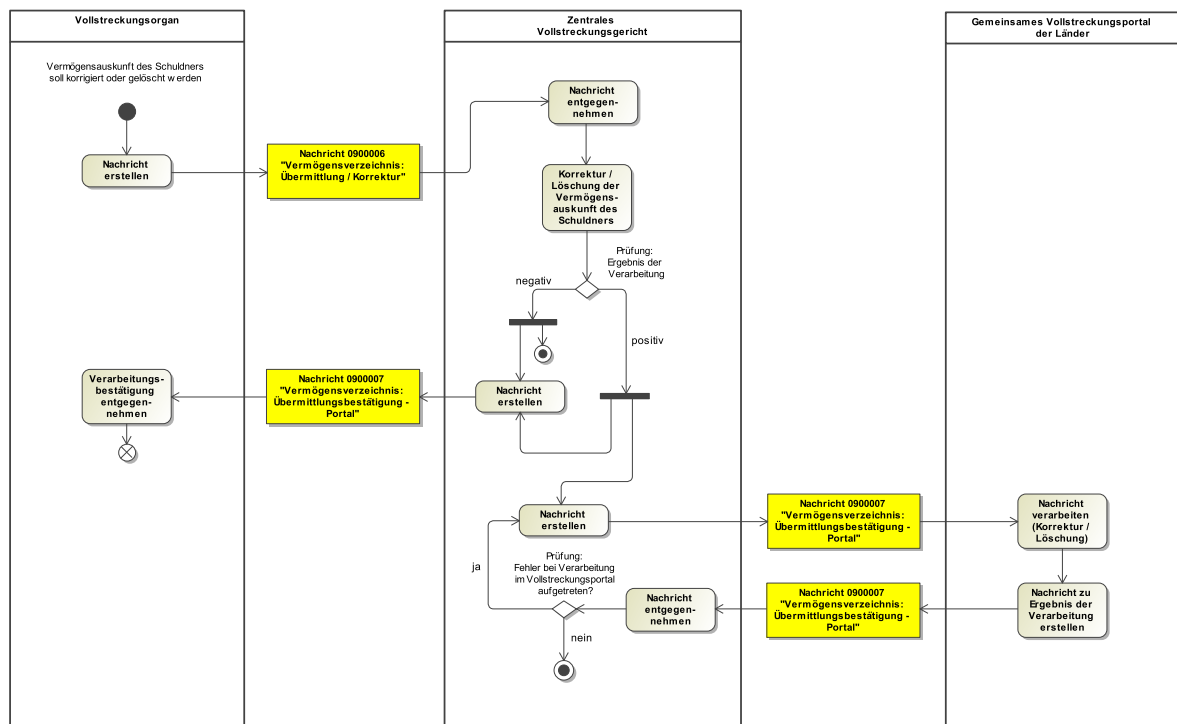 Vollstreckungsorgan
Zentrales
Vollstreckungsgericht
Gemeinsames Vollstreckungsportal
der Länder
Vermögensauskunft des Schuldners
soll korrigiert oder gelöscht werden
Nachricht
erstellen
Nachricht 0900006
"Vermögensverzeichnis:
Übermittlung / Korrektur"
Nachricht
entgegen-
nehmen
Korrektur /
Löschung der
Vermögens-
auskunft des
Schuldners
Prüfung:
Ergebnis der
Verarbeitung
negativ
positiv
Verarbeitungs-
bestätigung
entgegen-
nehmen
Nachricht 0900007
"Vermögensverzeichnis:
Übermittlungsbestätigung -
Portal"
Nachricht
erstellen
Nachricht
erstellen
Nachricht 0900007
"Vermögensverzeichnis:
Übermittlungsbestätigung -
Portal"
Nachricht
verarbeiten
(Korrektur /
Löschung)
ja
Prüfung:
Fehler bei Verarbeitung
im Vollstreckungsportal
aufgetreten?
nein
Nachricht
entgegen-
nehmen
Nachricht 0900007
"Vermögensverzeichnis:
Übermittlungsbestätigung -
Portal"
Nachricht zu
Ergebnis der
Verarbeitung
erstellen